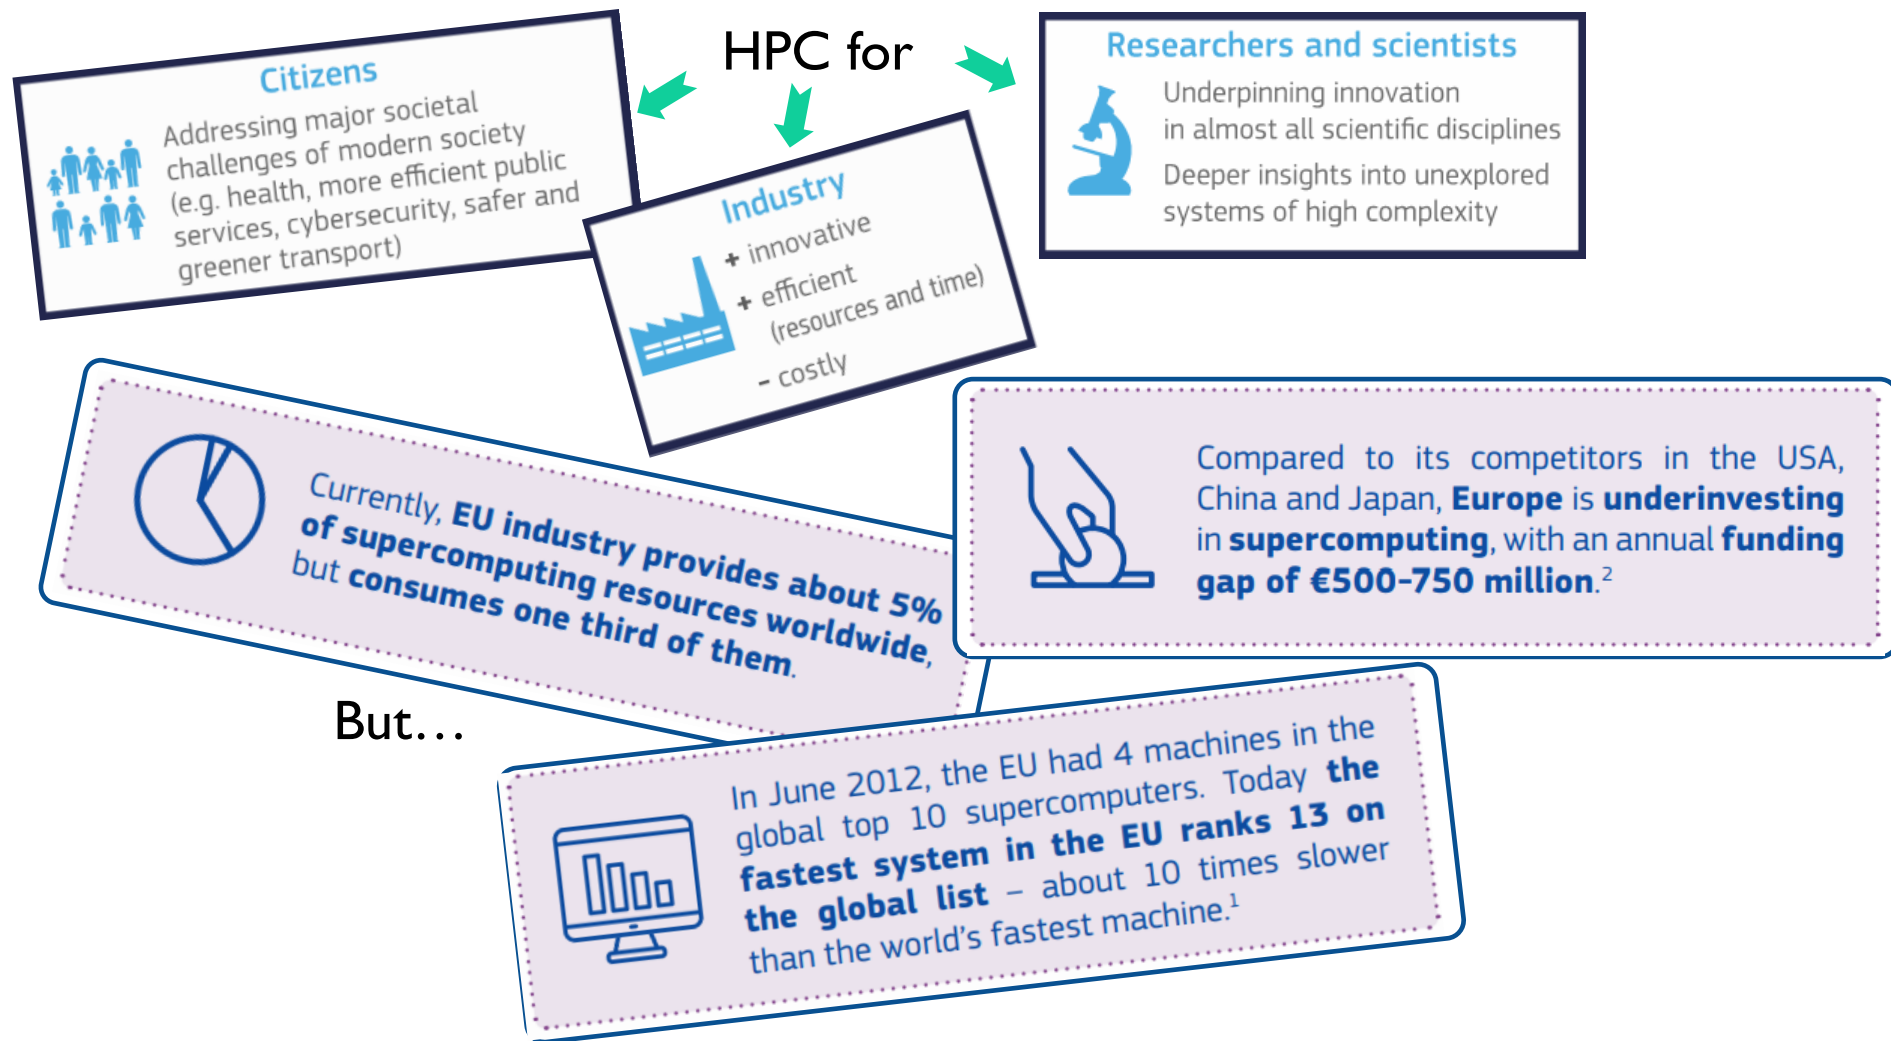 HPC for
Citizens
Addressing major societal
challenges of modern society
(e.g. health, more efficient public
services, cybersecurity, safer and
greener transport)
Industry
+ innovative
+ efficient
(resources and time)
- costly
Researchers and scientists
Underpinning innovation
in almost all scientific disciplines
Deeper insights into unexplored
systems of high complexity
Currently, EU industry provides about 5%
of supercomputing resources worldwide,
but consumes one third of them.
Compared to its competitors in the USA,
China and Japan, Europe is underinvesting
in supercomputing, with an annual funding
gap of €500-750 million.²
But...
In June 2012, the EU had 4 machines in the
global top 10 supercomputers. Today the
fastest system in the EU ranks 13 on
the global list – about 10 times slower
than the world's fastest machine.¹